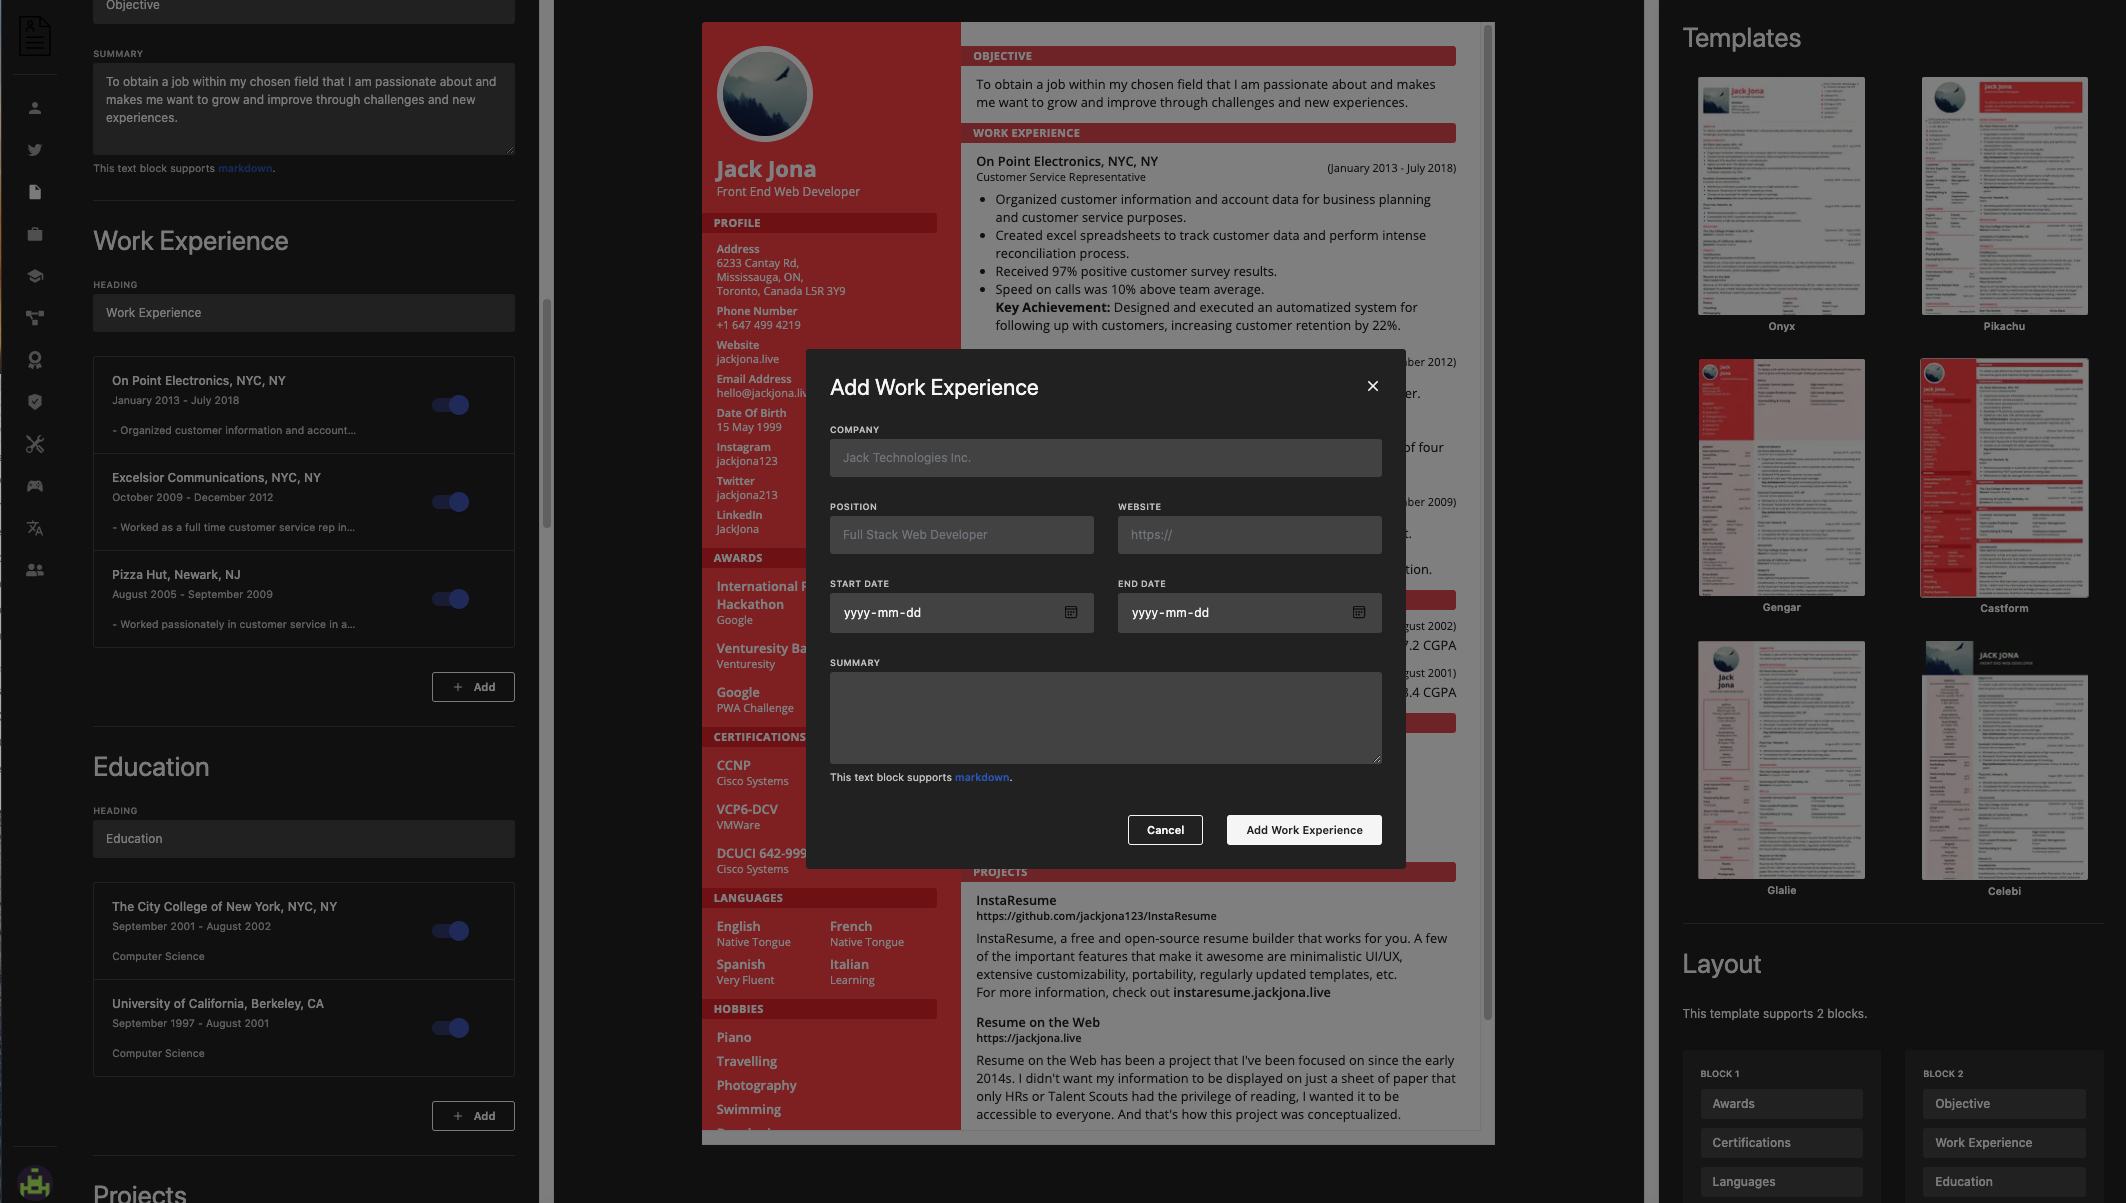 Objective
SUMMARY
To obtain a job within my chosen field that I am passionate about and
makes me want to grow and improve through challenges and new
experiences.
This text block supports markdown.
Work Experience
HEADING
Work Experience
On Point Electronics, NYC, NY
January 2013 - July 2018
- Organized customer information and account...
Excelsior Communications, NYC, NY
October 2009 - December 2012
- Worked as a full time customer service rep in...
Pizza Hut, Newark, NJ
August 2005 - September 2009
- Worked passionately in customer service in a...
+ Add
Education
HEADING
Education
The City College of New York, NYC, NY
September 2001 - August 2002
Computer Science
University of California, Berkeley, CA
September 1997 - August 2001
Computer Science
+ Add
Projects
Jack Jona
Front End Web Developer
PROFILE
Address
6233 Cantay Rd,
Mississauga, ON,
Toronto, Canada L5R 3Y9
Phone Number
+1 647 499 4219
Website
jackjona.live
Email Address
hello@jackjona.liv
Date Of Birth
15 May 1999
Instagram
jackjona123
Twitter
jackjona213
LinkedIn
JackJona
AWARDS
International
Hackathon
Google
Venturesity Ba
Venturesity
Google
PWA Challenge
CERTIFICATIONS
CCNP
Cisco Systems
VCP6-DCV
VMWare
DCUCI 642-999
Cisco Systems
LANGUAGES
English
Native Tongue
French
Native Tongue
Spanish
Very Fluent
Italian
Learning
HOBBIES
Piano
Travelling
Photography
Swimming
OBJECTIVE
To obtain a job within my chosen field that I am passionate about and makes
me want to grow and improve through challenges and new experiences.
WORK EXPERIENCE
On Point Electronics, NYC, NY
(January 2013 - July 2018)
Customer Service Representative
• Organized customer information and account data for business planning
and customer service purposes.
• Created excel spreadsheets to track customer data and perform intense
reconciliation process.
• Received 97% positive customer survey results.
• Speed on calls was 10% above team average.
Key Achievement: Designed and executed an automatized system for
following up with customers, increasing customer retention by 22%.
ber 2012)
er.
of four
ber 2009)
t.
tion.
gust 2002)
7.2 CGPA
gust 2001)
3.4 CGPA
Add Work Experience
COMPANY
Jack Technologies Inc.
POSITION
Full Stack Web Developer
WEBSITE
https://
START DATE
yyyy-mm-dd
END DATE
yyyy-mm-dd
SUMMARY
This text block supports markdown.
Cancel
Add Work Experience
PROJECTS
InstaResume
https://github.com/jackjona123/InstaResume
InstaResume, a free and open-source resume builder that works for you. A few
of the important features that make it awesome are minimalistic UI/UX,
extensive customizability, portability, regularly updated templates, etc.
For more information, check out instaresume.jackjona.live
Resume on the Web
https://jackjona.live
Resume on the Web has been a project that I've been focused on since the early
2014s. I didn't want my information to be displayed on just a sheet of paper that
only HRs or Talent Scouts had the privilege of reading, I wanted it to be
accessible to everyone. And that's how this project was conceptualized.
Templates
Jack Jona
Onyx
Jack Jona
Pikachu
Jack
Jona
Gengar
Jack Jona
Castform
Jack
Jona
Glalie
JACK JONA
Celebi
Layout
This template supports 2 blocks.
BLOCK 1
Awards
Certifications
Languages
BLOCK 2
Objective
Work Experience
Education